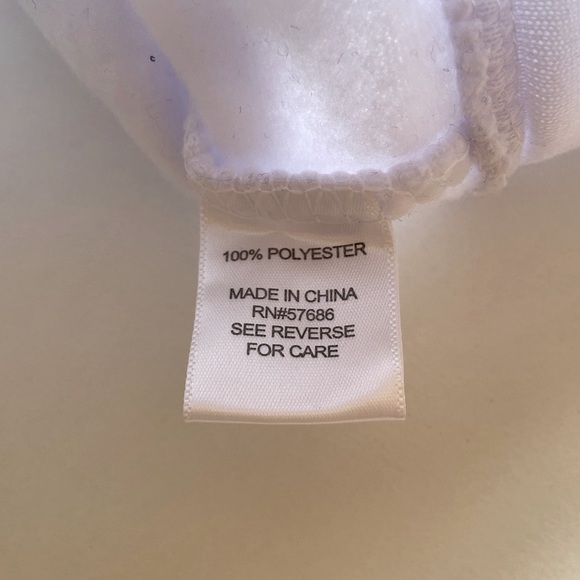 100% POLYESTER
MADE IN CHINA
RN#57686
SEE REVERSE
FOR CARE